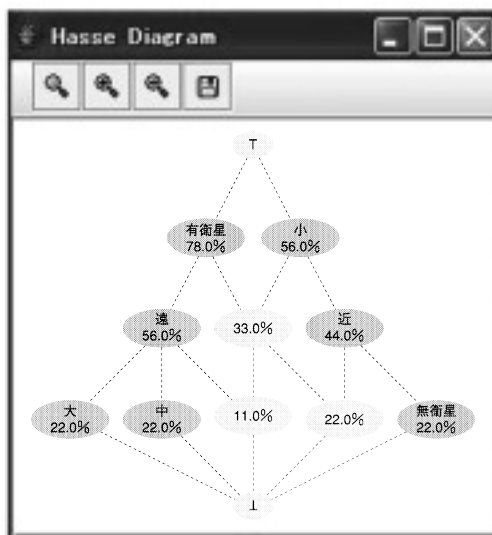 Hasse Diagram
⊤
有衛星
78.0%
小
56.0%
遠
56.0%
33.0%
近
44.0%
大
22.0%
中
22.0%
11.0%
22.0%
無衛星
22.0%
⊥